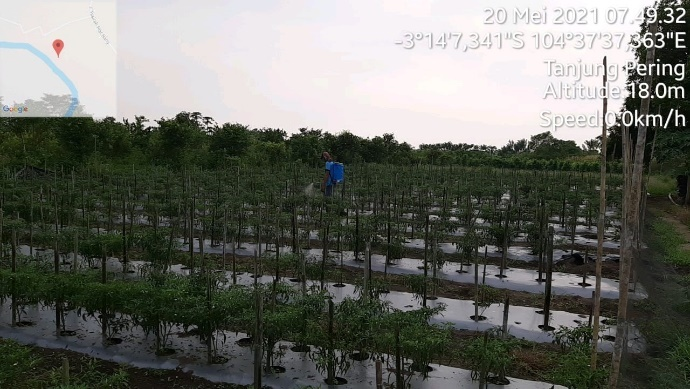 20 Mei 2021 07.49.32
-3°14'7,341"S 104°37'37,363"E
Tanjung Pering
Altitude 18.0m
Speed 0.0km/h
Google